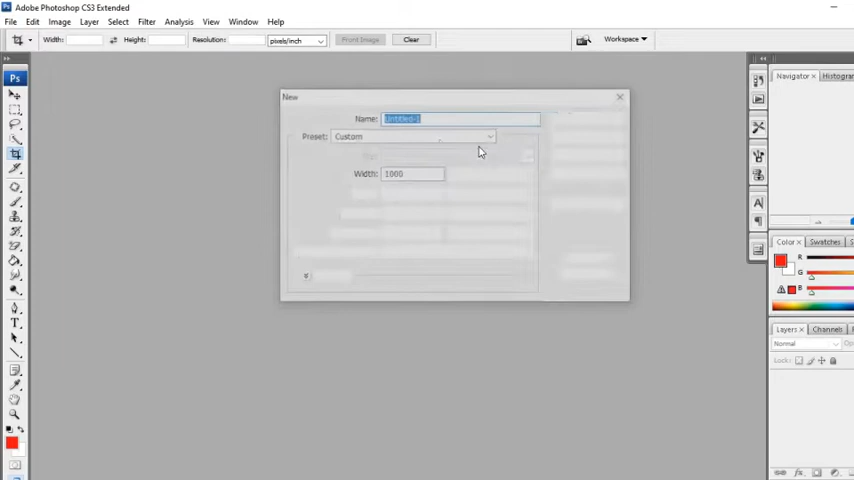 Adobe Photoshop CS3 Extended
File Edit Image Layer Select Filter Analysis View Window Help
Width: Height: Resolution: pixels/inch Front Image Clear Workspace
Ps
New
Name: Untitled-1
Preset: Custom
Width: 1000
T
Navigator × Histogram
A
Color × Swatches
R
G
B
Layers × Channels
Normal
Lock:
fx